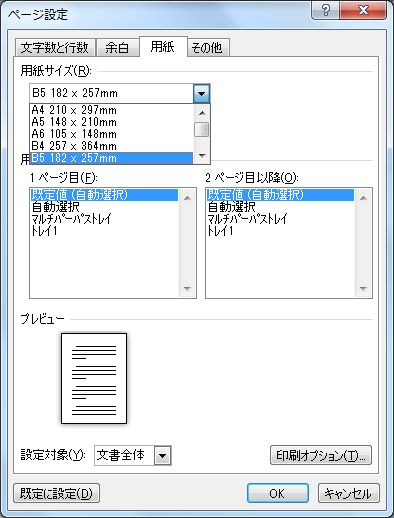 ページ設定
文字数と行数 余白 用紙 その他
用紙サイズ(R):
B5 182 x 257mm
A4 210 x 297mm
A5 148 x 210mm
A6 105 x 148mm
B4 257 x 364mm
B5 182 x 257mm
1 ページ目(F): 2 ページ目以降(O):
既定値 (自動選択) 既定値 (自動選択)
自動選択 自動選択
マルチパーパストレイ マルチパーパストレイ
トレイ1 トレイ1
プレビュー
設定対象(Y): 文書全体 印刷オプション(T)...
既定に設定(D) OK キャンセル